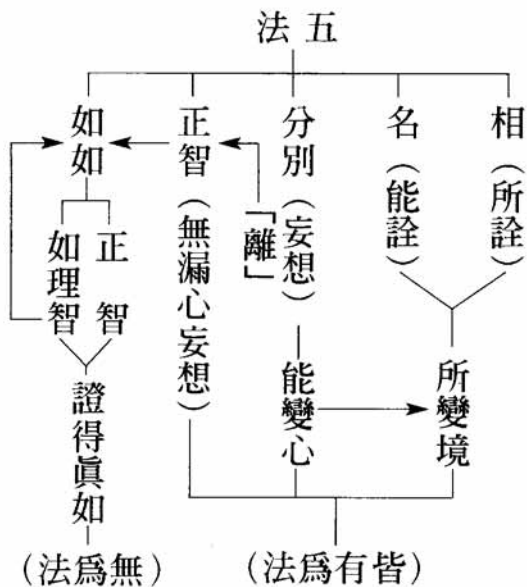 五法
相（所詮）
名（能詮）
所變境
分別（妄想）
能變心
「離」
正智（無漏心妄想）
（皆有爲法）
如如
正智
如理智
證得眞如
（無爲法）